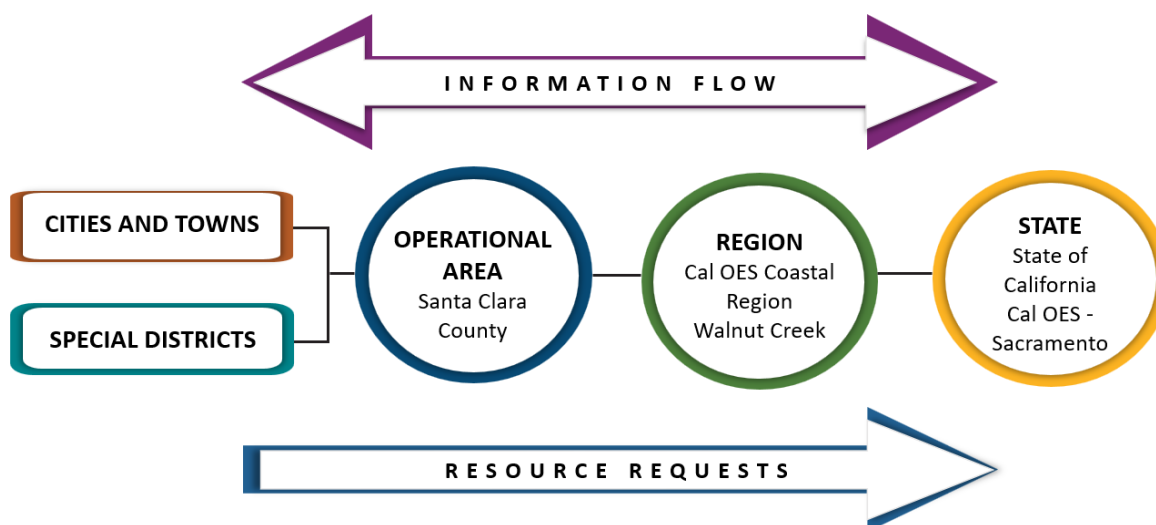 INFORMATION FLOW
CITIES AND TOWNS
SPECIAL DISTRICTS
OPERATIONAL
AREA
Santa Clara
County
REGION
Cal OES Coastal
Region
Walnut Creek
STATE
State of
California
Cal OES -
Sacramento
RESOURCE REQUESTS